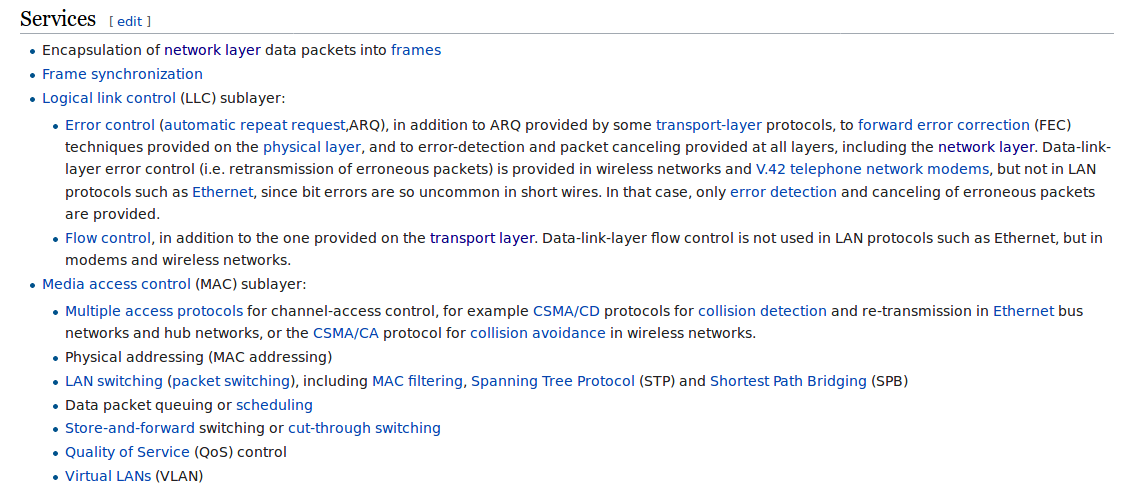 Services [ edit ]
• Encapsulation of network layer data packets into frames
• Frame synchronization
• Logical link control (LLC) sublayer:
• Error control (automatic repeat request,ARQ), in addition to ARQ provided by some transport-layer protocols, to forward error correction (FEC)
techniques provided on the physical layer, and to error-detection and packet canceling provided at all layers, including the network layer. Data-link-
layer error control (i.e. retransmission of erroneous packets) is provided in wireless networks and V.42 telephone network modems, but not in LAN
protocols such as Ethernet, since bit errors are so uncommon in short wires. In that case, only error detection and canceling of erroneous packets
are provided.
• Flow control, in addition to the one provided on the transport layer. Data-link-layer flow control is not used in LAN protocols such as Ethernet, but in
modems and wireless networks.
• Media access control (MAC) sublayer:
• Multiple access protocols for channel-access control, for example CSMA/CD protocols for collision detection and re-transmission in Ethernet bus
networks and hub networks, or the CSMA/CA protocol for collision avoidance in wireless networks.
• Physical addressing (MAC addressing)
• LAN switching (packet switching), including MAC filtering, Spanning Tree Protocol (STP) and Shortest Path Bridging (SPB)
• Data packet queuing or scheduling
• Store-and-forward switching or cut-through switching
• Quality of Service (QoS) control
• Virtual LANs (VLAN)